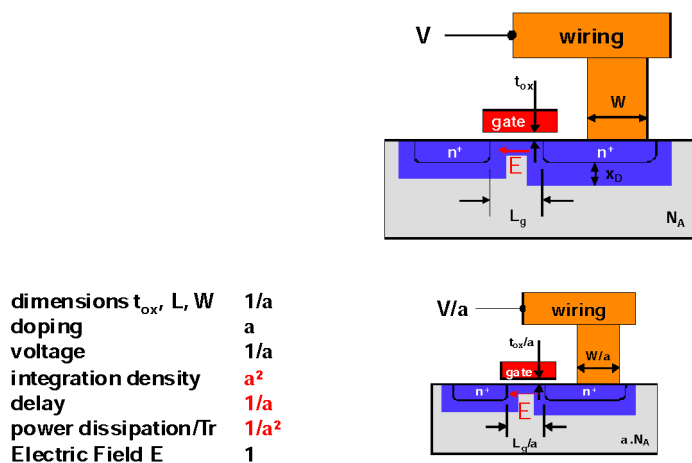 V
wiring
tox
W
gate
n+
E
n+
xD
Lg
NA
dimensions tox, L, W 1/a
doping a
voltage 1/a
integration density a²
delay 1/a
power dissipation/Tr 1/a²
Electric Field E 1
V/a
wiring
tox/a
W/a
gate
n+
E
n+
Lg/a
a.NA